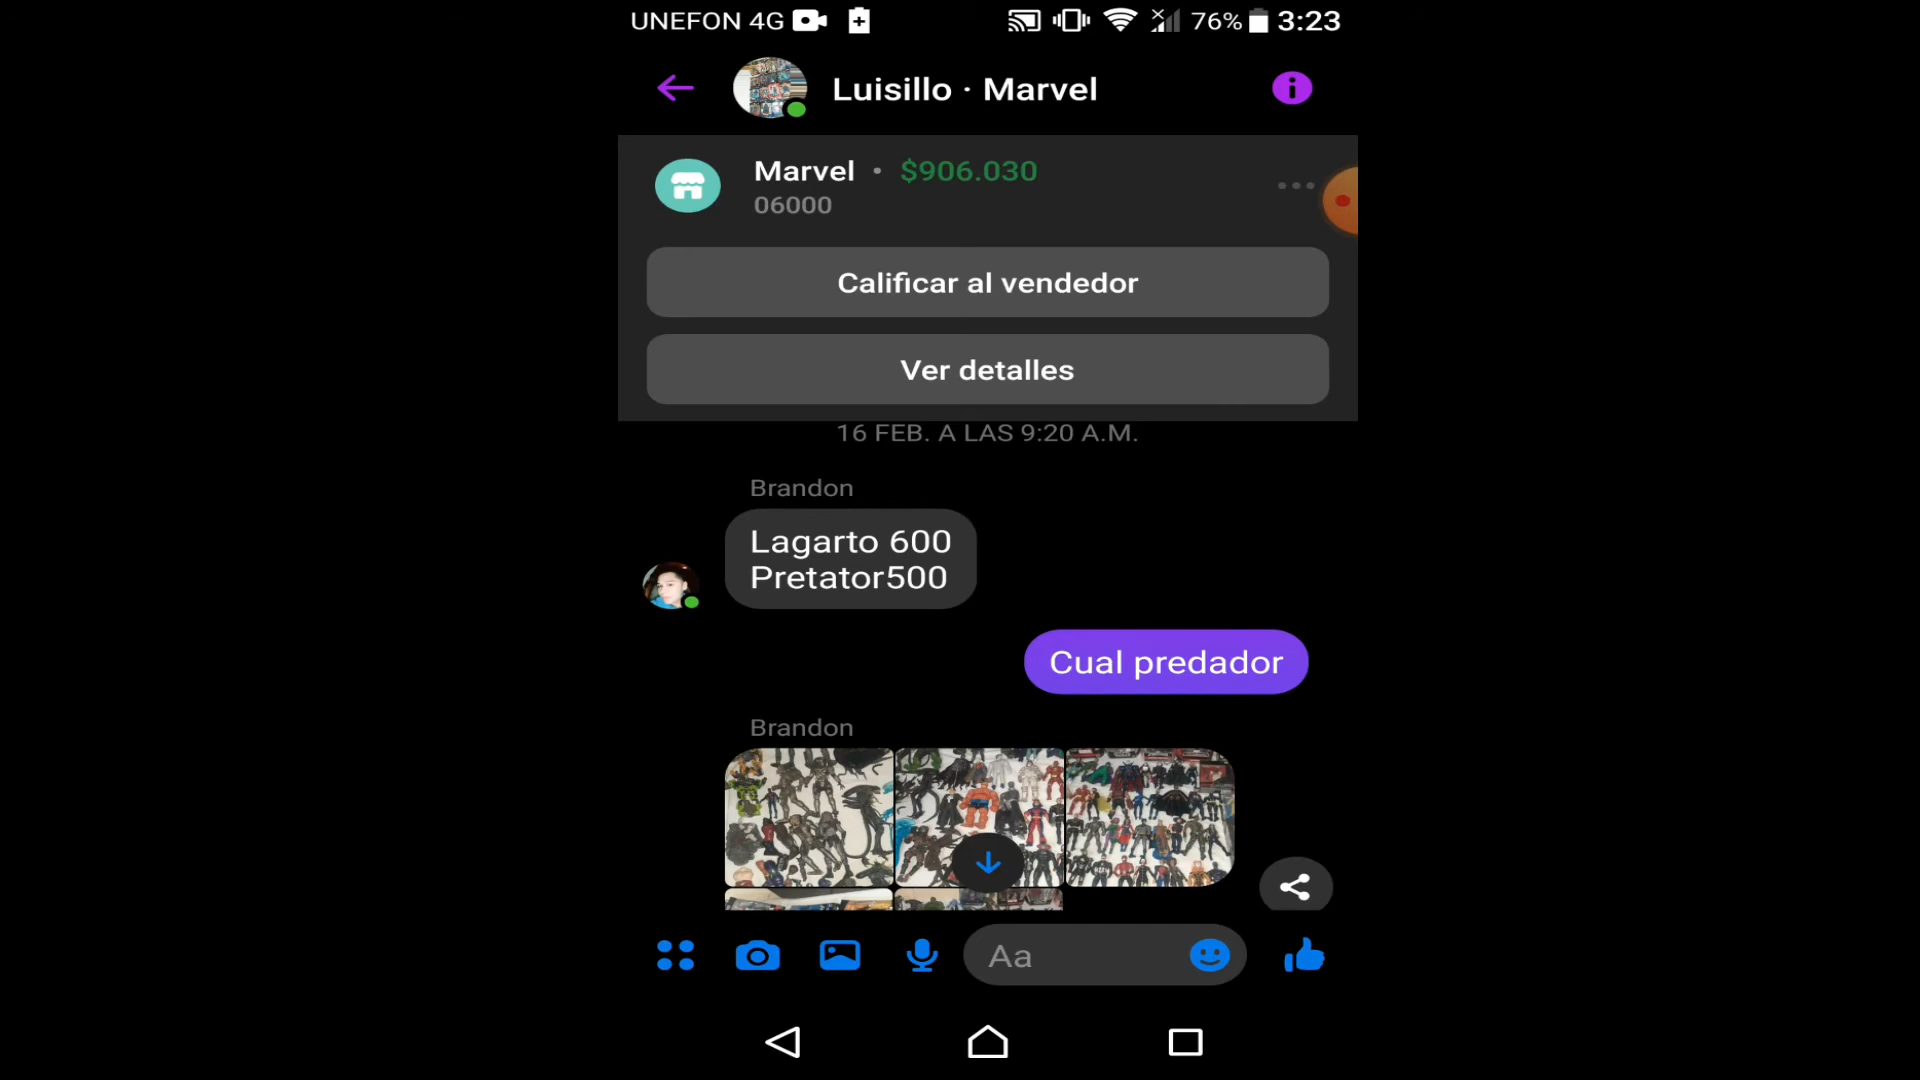 UNEFON 4G 76% 3:23
Luisillo · Marvel
Marvel • $906.030
06000
Calificar al vendedor
Ver detalles
16 FEB. A LAS 9:20 A.M.
Brandon
Lagarto 600
Pretator500
Cual predador
Brandon
Aa